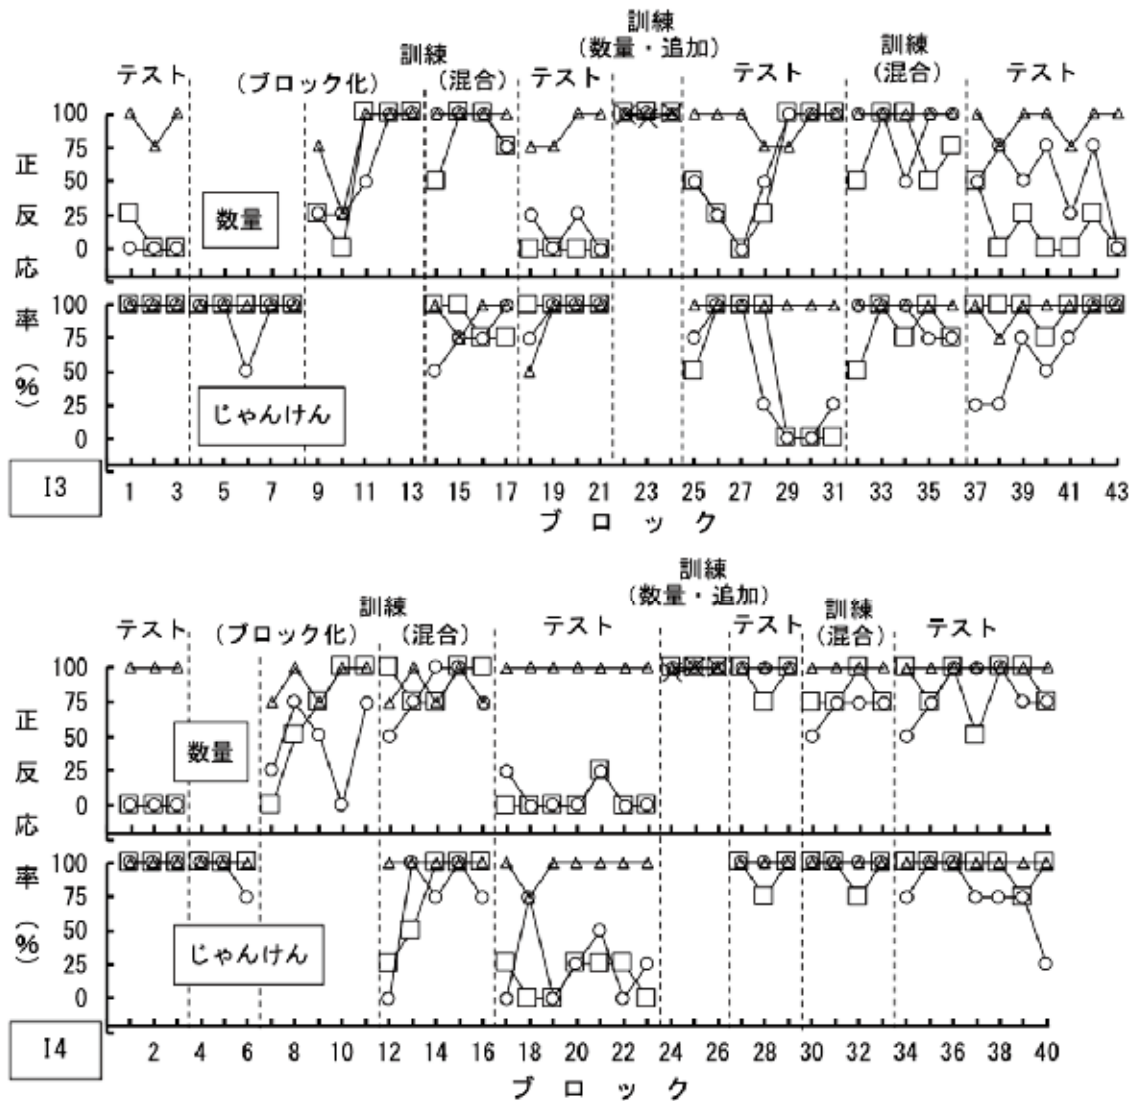 訓練
(数量・追加)
訓練
訓練
(混合)
テスト
(ブロック化)
(混合)
テスト
テスト
テスト
100
75
50
25
0
数量
100
75
50
25
0
じゃんけん
正反応率(%)
I3
1 3 5 7 9 11 13 15 17 19 21 23 25 27 29 31 33 35 37 39 41 43
ブロック
訓練
(数量・追加)
訓練
訓練
(混合)
テスト
(ブロック化)
(混合)
テスト
テスト
テスト
100
75
50
25
0
数量
100
75
50
25
0
じゃんけん
正反応率(%)
I4
2 4 6 8 10 12 14 16 18 20 22 24 26 28 30 32 34 36 38 40
ブロック